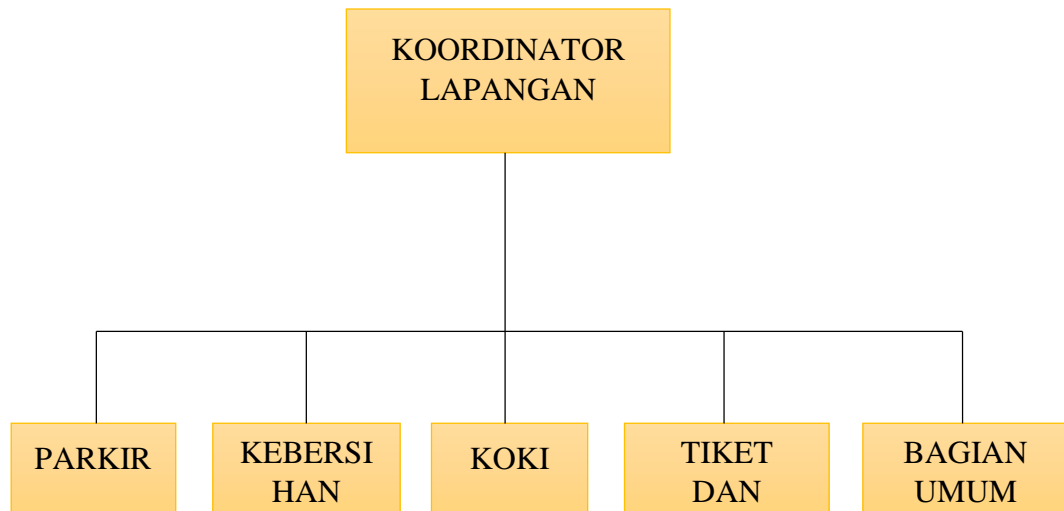 KOORDINATOR
LAPANGAN
PARKIR
KEBERSI
HAN
KOKI
TIKET
DAN
BAGIAN
UMUM